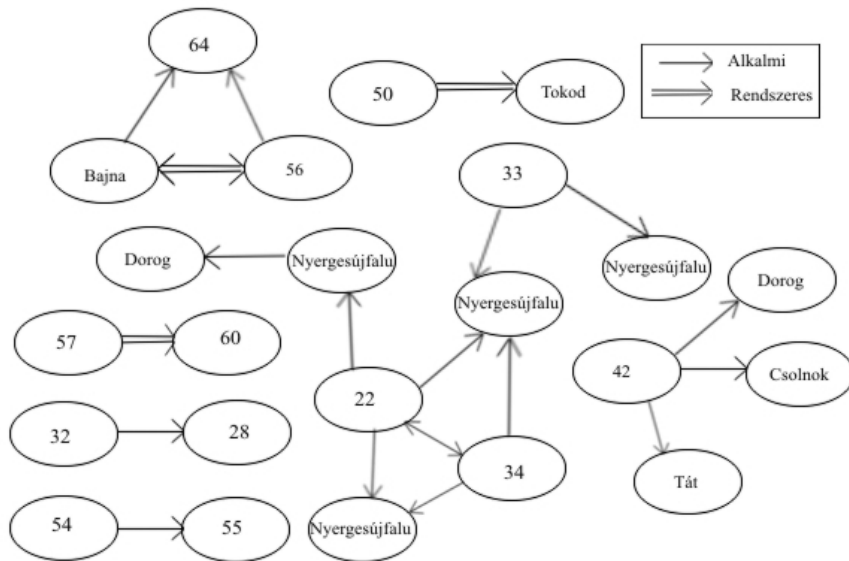 64
50
Tokod
Alkalmi
Rendszeres
Bajna
56
33
Dorog
Nyergesújfalu
Nyergesújfalu
Nyergesújfalu
Dorog
57
60
42
Csolnok
22
32
28
34
Tát
54
55
Nyergesújfalu